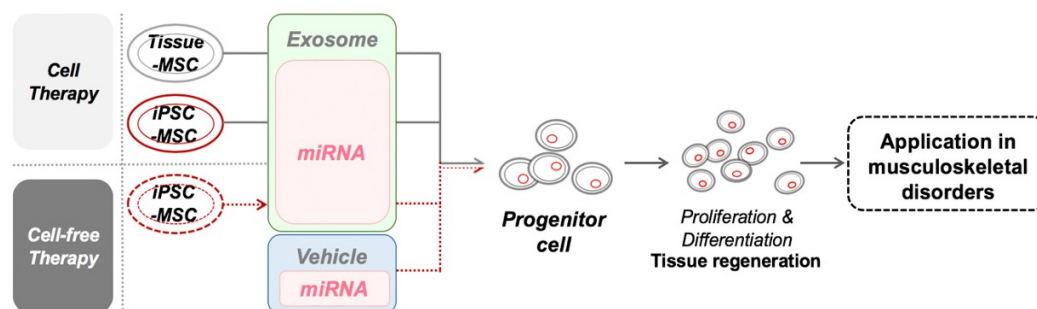 Cell
Therapy
Cell-free
Therapy
Tissue
-MSC
iPSC
-MSC
iPSC
-MSC
Exosome
miRNA
Vehicle
miRNA
Progenitor
cell
Proliferation &
Differentiation
Tissue regeneration
Application in
musculoskeletal
disorders